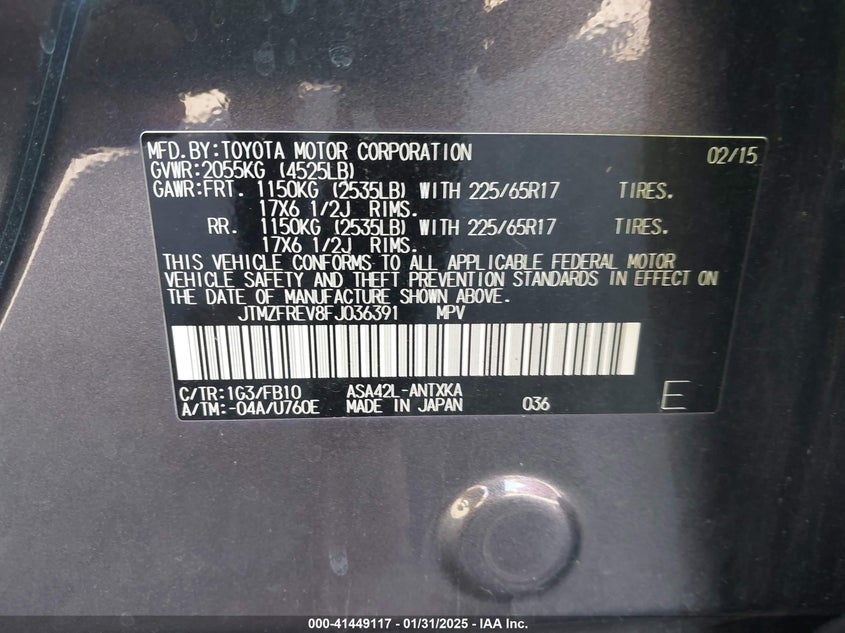 MFD.BY:TOYOTA MOTOR CORPORATION 02/15
GVWR:2055KG (4525LB)
GAWR:FRT. 1150KG (2535LB) WITH 225/65R17 TIRES.
17X6 1/2J RIMS.
RR. 1150KG (2535LB) WITH 225/65R17 TIRES.
17X6 1/2J RIMS.
THIS VEHICLE CONFORMS TO ALL APPLICABLE FEDERAL MOTOR
VEHICLE SAFETY AND THEFT PREVENTION STANDARDS IN EFFECT ON
THE DATE OF MANUFACTURE SHOWN ABOVE.
JTMZFREV8FJ036391 MPV
C/TR:1G3/FB10 ASA42L-ANTXKA
A/TM:-04A/U760E MADE IN JAPAN 036 E
000-41449117 - 01/31/2025 - IAA Inc.